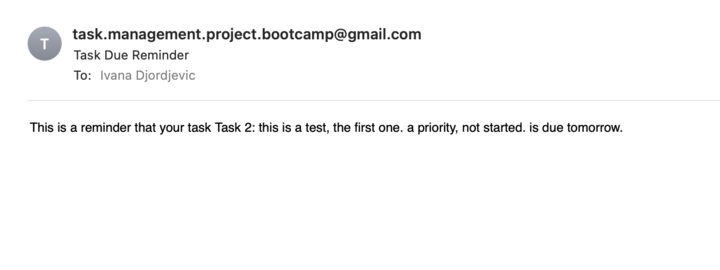 T
task.management.project.bootcamp@gmail.com
Task Due Reminder
To: Ivana Djordjevic
This is a reminder that your task Task 2: this is a test, the first one. a priority, not started. is due tomorrow.